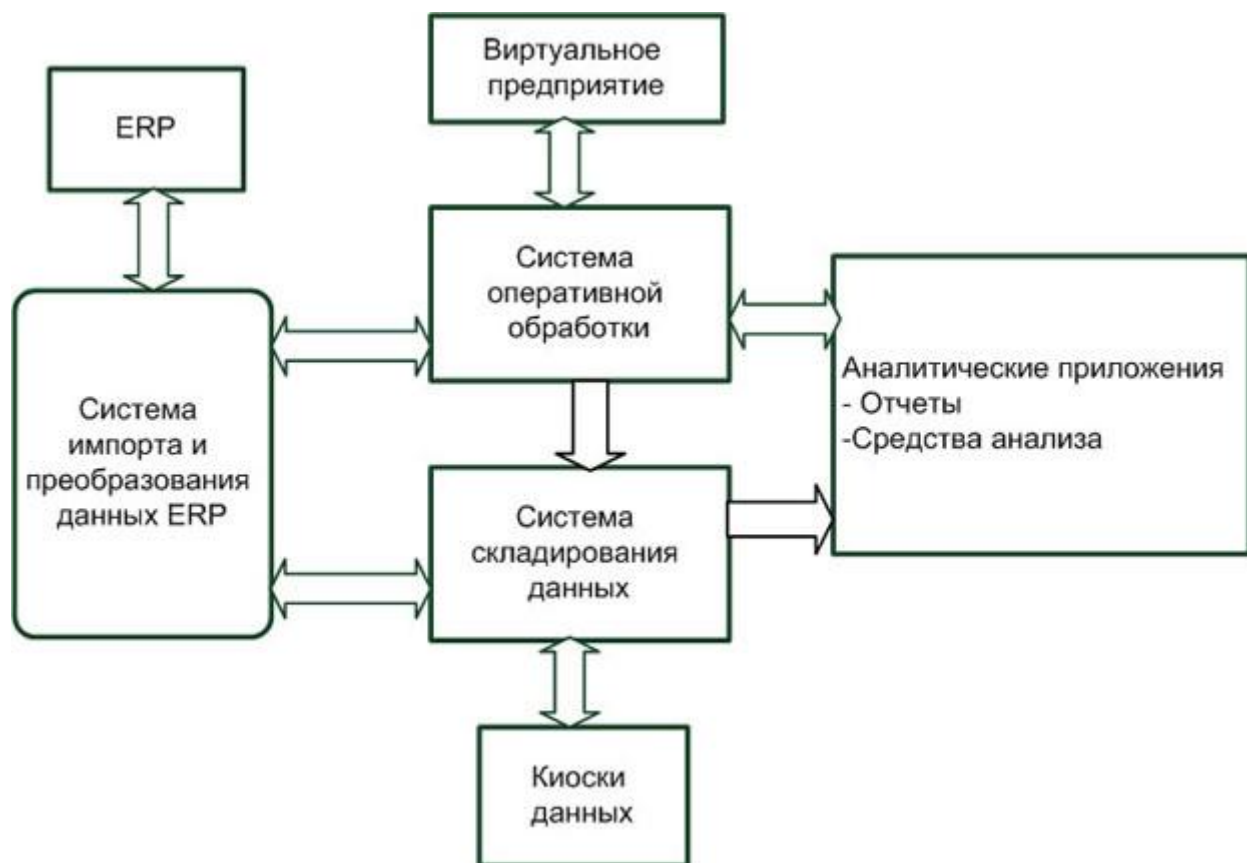 Виртуальное
предприятие
ERP
Система
оперативной
обработки
Аналитические приложения
- Отчеты
-Средства анализа
Система
импорта и
преобразования
данных ERP
Система
складирования
данных
Киоски
данных